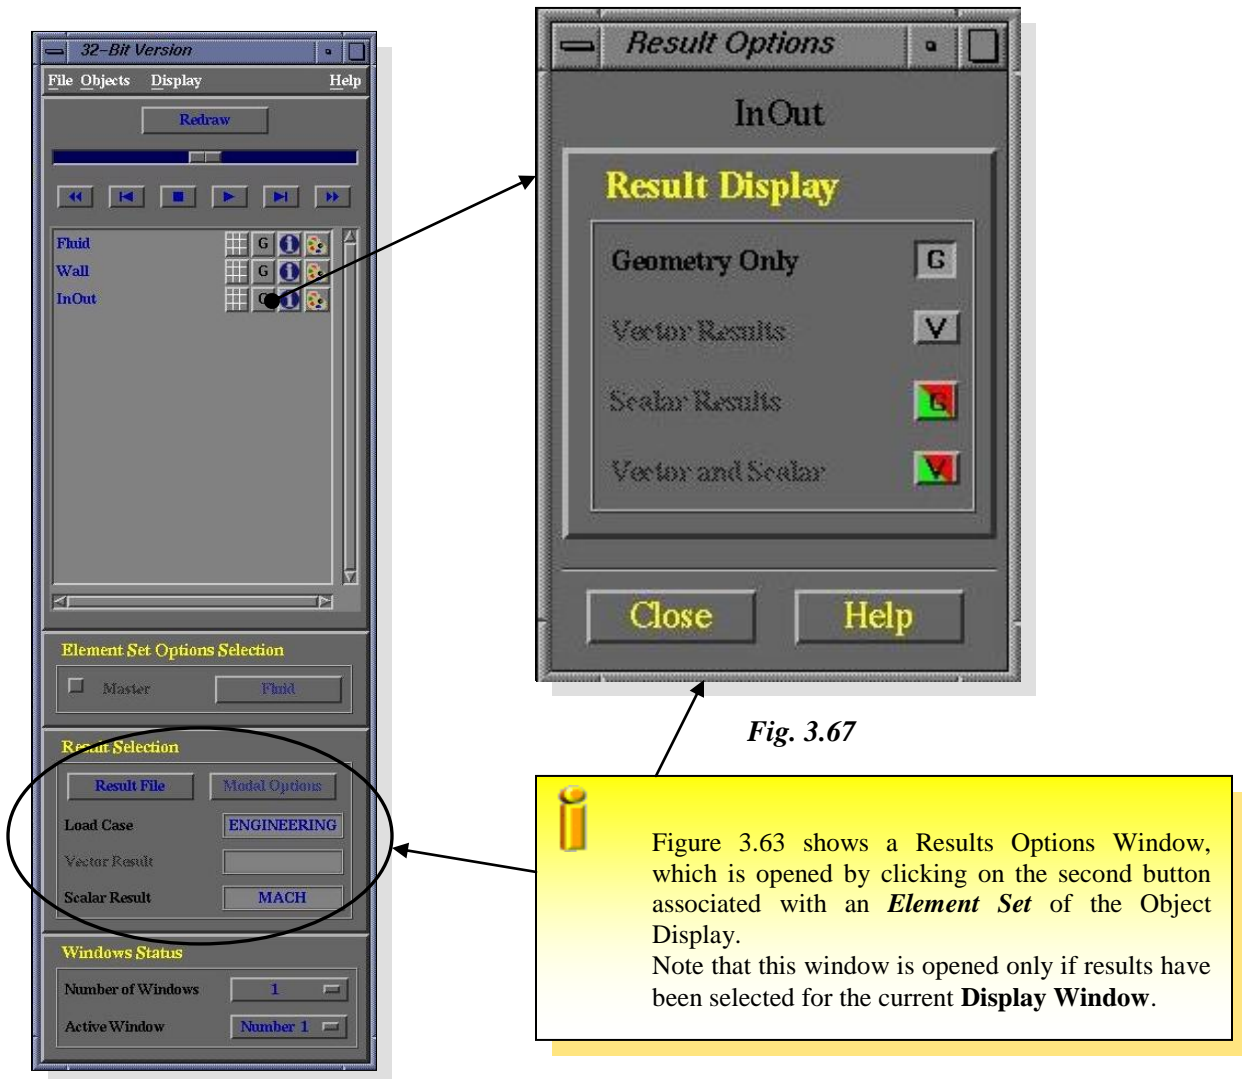 32-Bit Version
File Objects Display Help
Redraw
Fluid G
Wall G
InOut G
Element Set Options Selection
Master Fluid
Result Selection
Result File Modal Options
Load Case ENGINEERING
Vector Result
Scalar Result MACH
Windows Status
Number of Windows 1
Active Window Number 1
Result Options
InOut
Result Display
Geometry Only G
Vector Results V
Scalar Results G
Vector and Scalar V
Close Help
Fig. 3.67
Figure 3.63 shows a Results Options Window,
which is opened by clicking on the second button
associated with an Element Set of the Object
Display.
Note that this window is opened only if results have
been selected for the current Display Window.